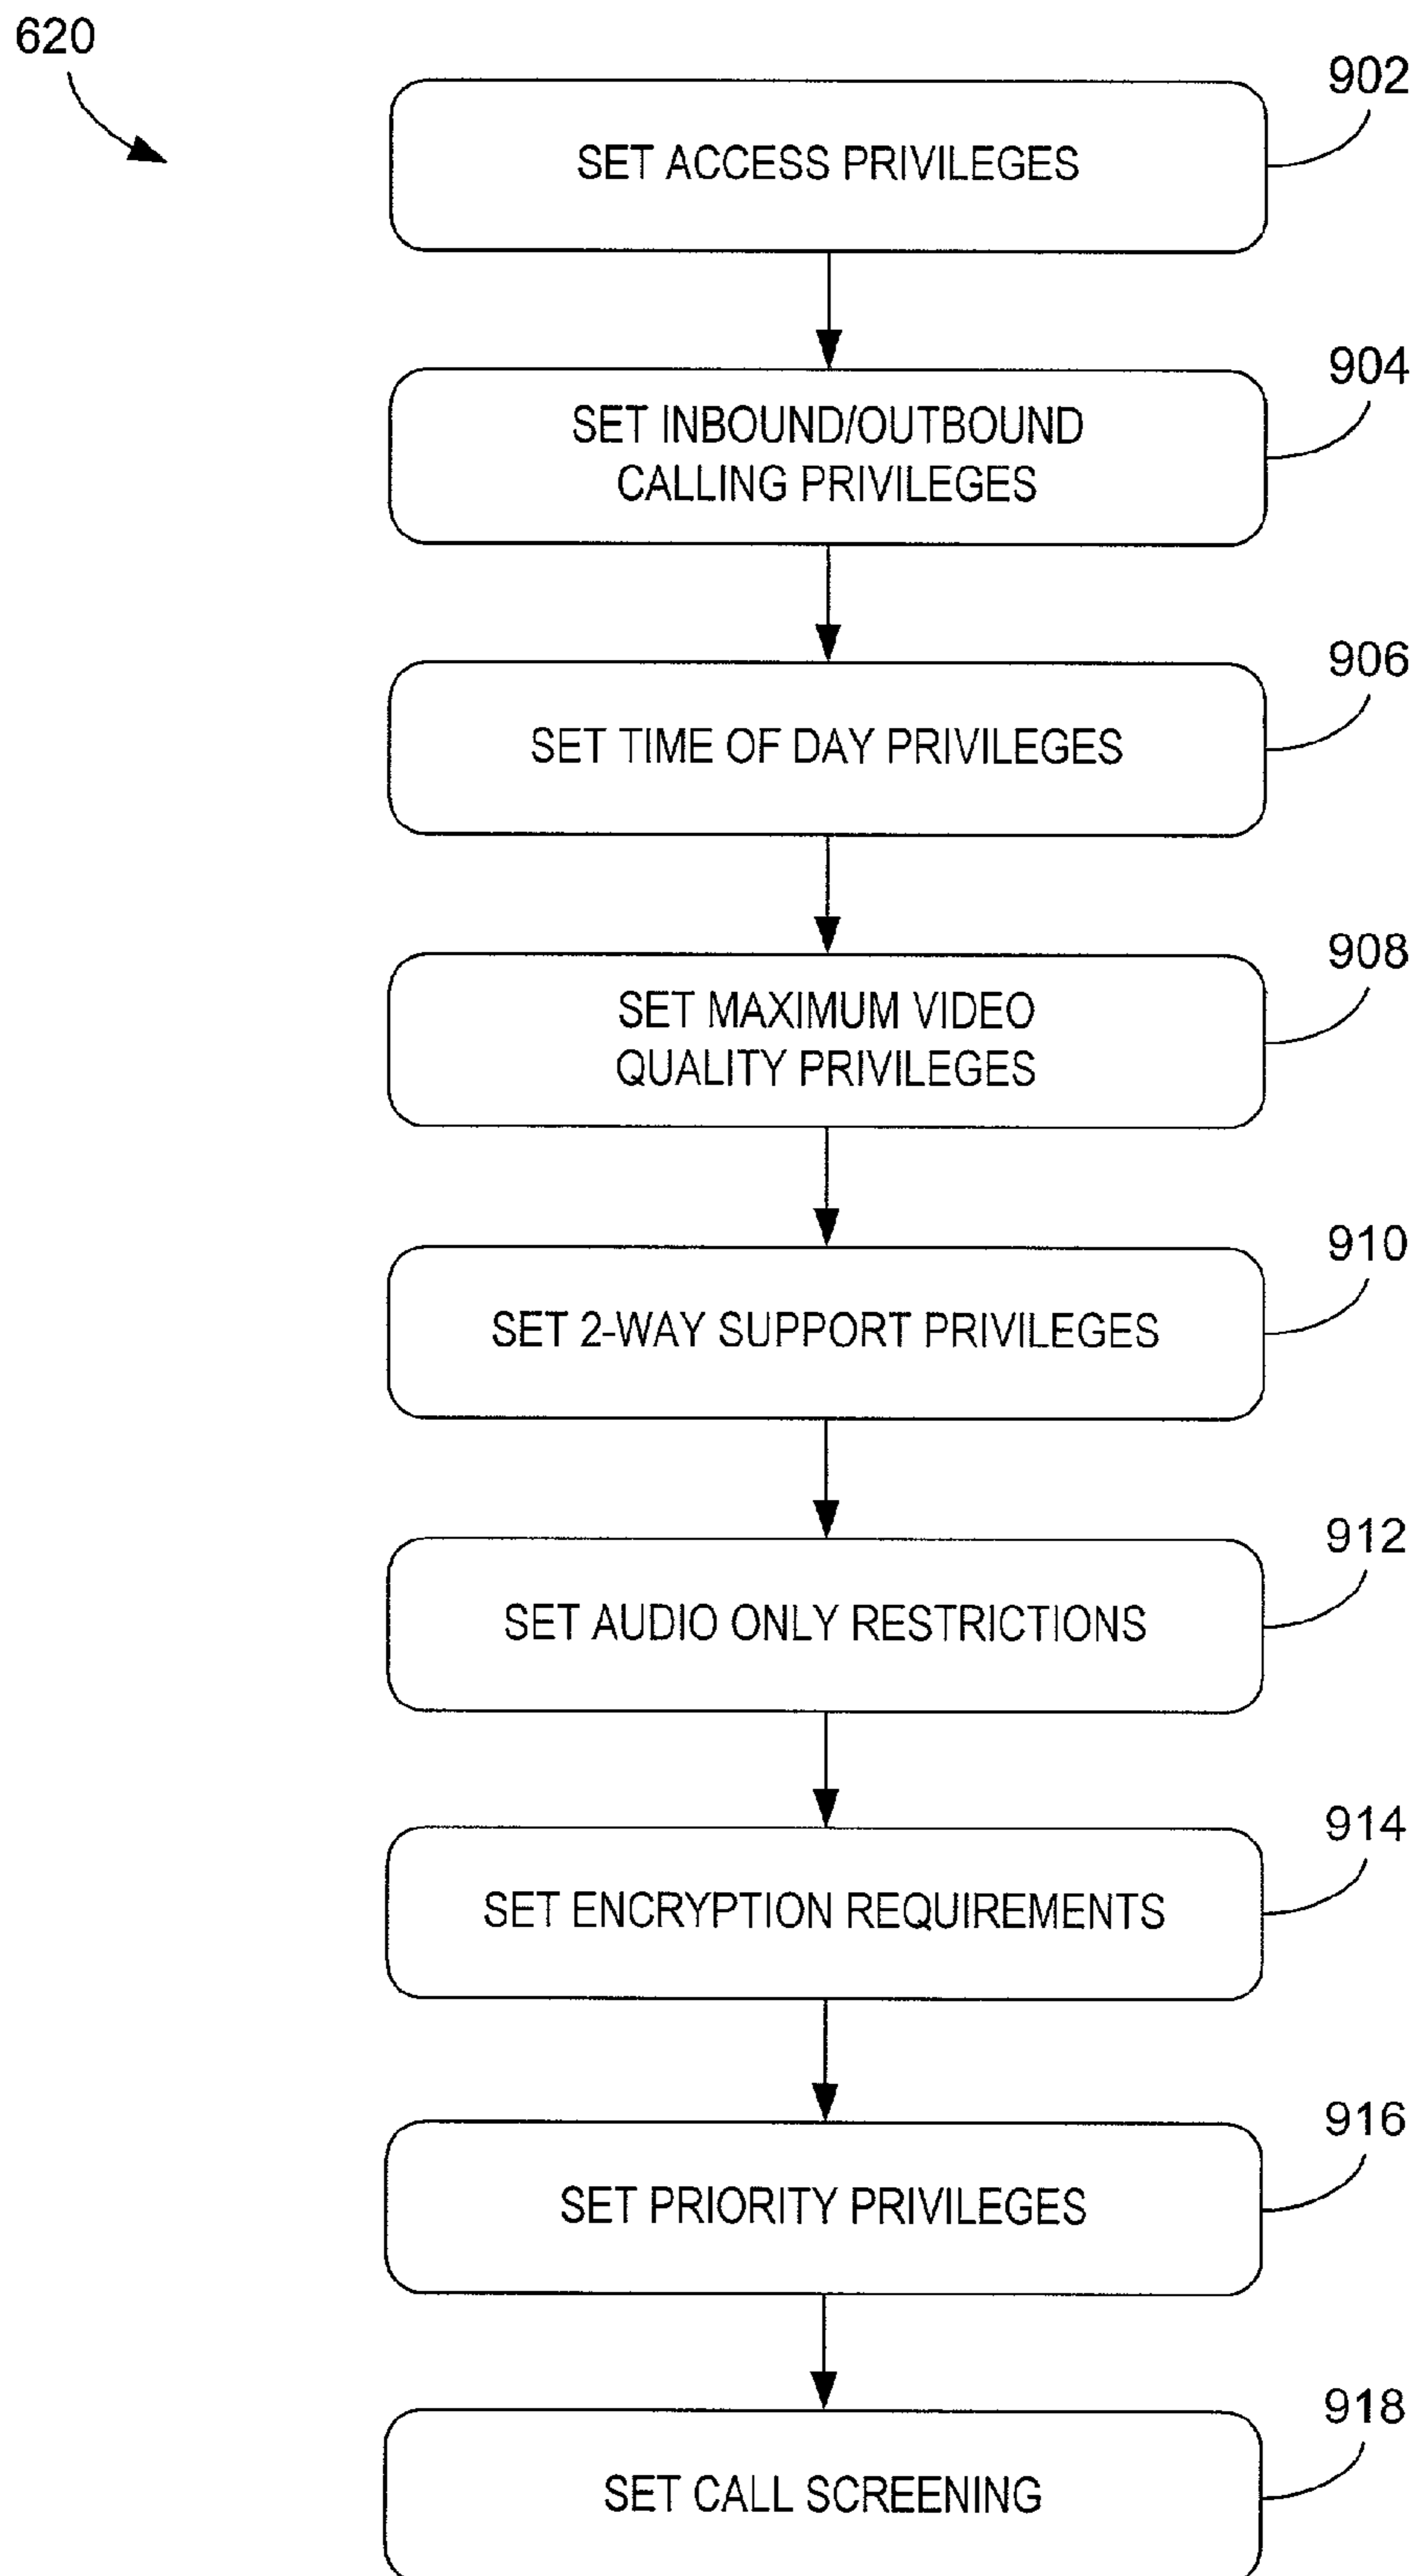 620
902
SET ACCESS PRIVILEGES
904
SET INBOUND/OUTBOUND
CALLING PRIVILEGES
906
SET TIME OF DAY PRIVILEGES
908
SET MAXIMUM VIDEO
QUALITY PRIVILEGES
910
SET 2-WAY SUPPORT PRIVILEGES
912
SET AUDIO ONLY RESTRICTIONS
914
SET ENCRYPTION REQUIREMENTS
916
SET PRIORITY PRIVILEGES
918
SET CALL SCREENING